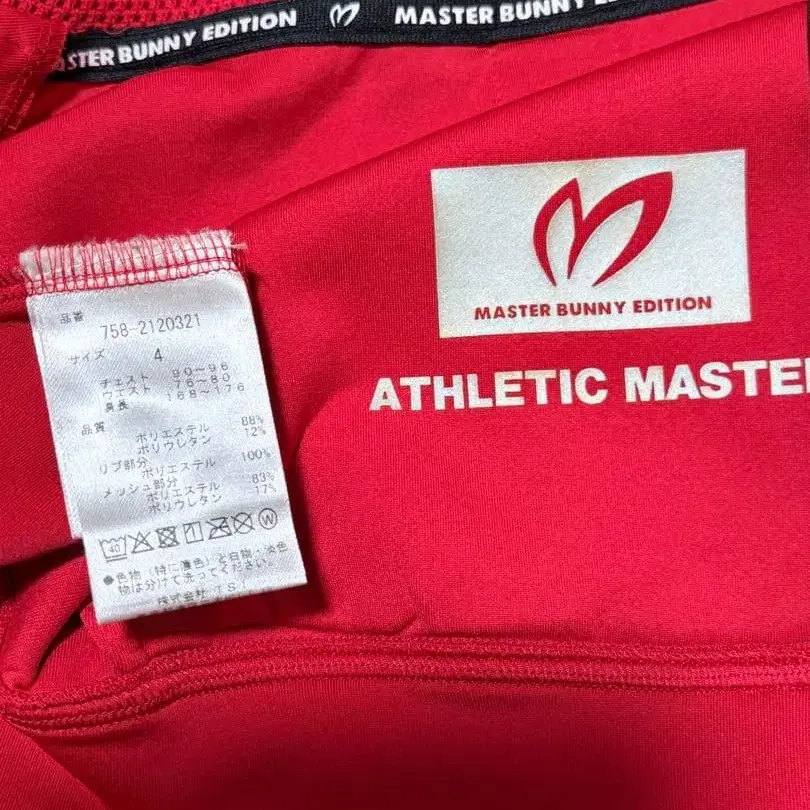 STER BUNNY EDITION MASTER BUNNY EDITION
MASTER BUNNY EDITION
ATHLETIC MASTE
品番
758-2120321
サイズ 4
チェスト 90～96
ウエスト 76～80
身長 168～176
品質
ポリエステル 88%
ポリウレタン 12%
リブ部分
ポリエステル 100%
メッシュ部分
ポリエステル 83%
ポリウレタン 17%
40 W
●色物（特に濃色）と白物・淡色
物は分けて洗ってください。
株式会社 TSI